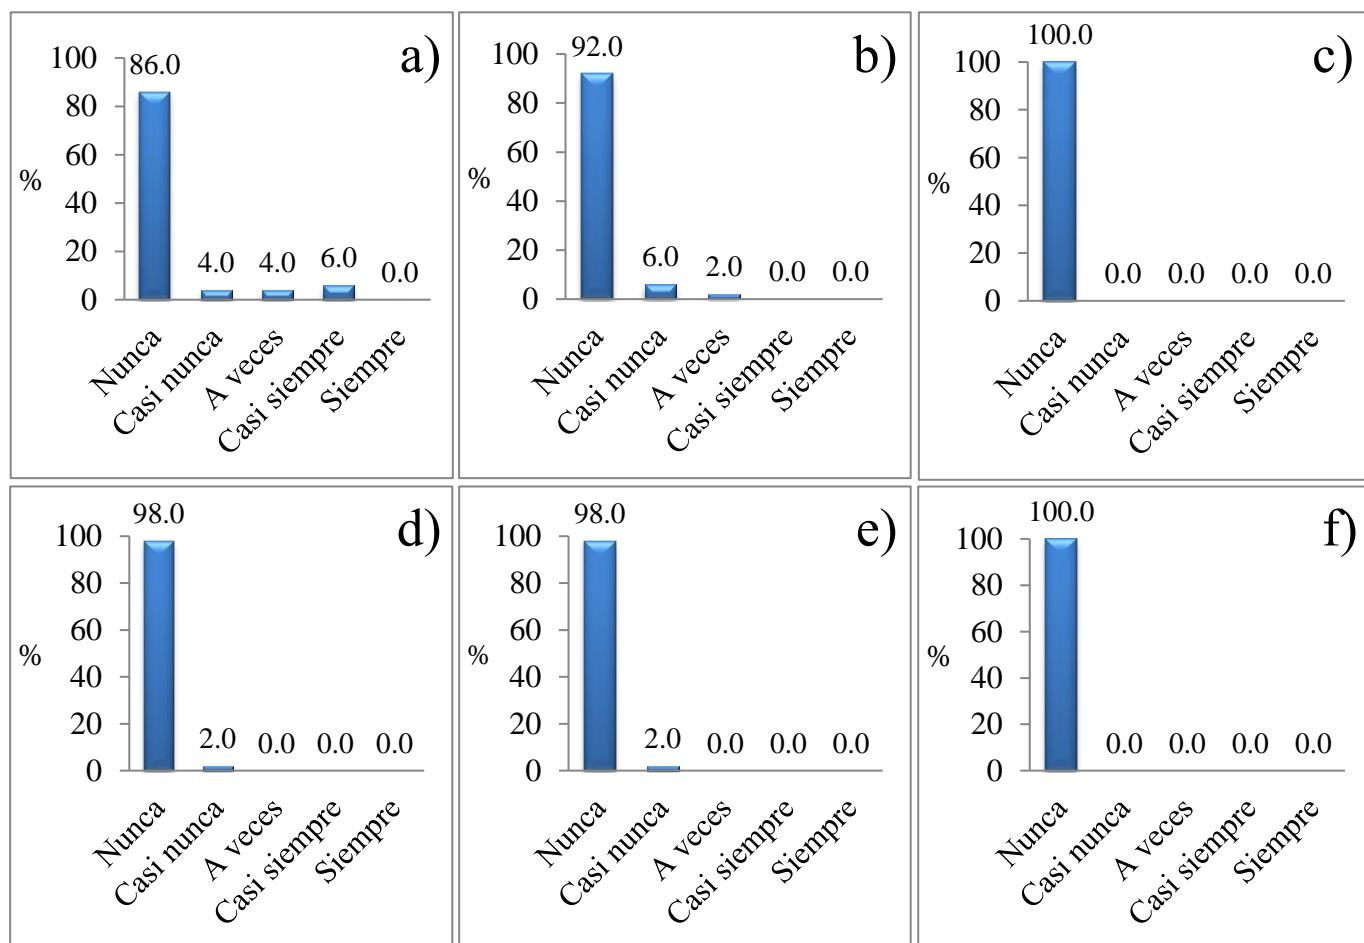 a)
100
80
60
40
20
0
%
86.0
4.0
4.0
6.0
0.0
Nunca
Casi nunca
A veces
Casi siempre
Siempre
b)
100
80
60
40
20
0
%
92.0
6.0
2.0
0.0
0.0
Nunca
Casi nunca
A veces
Casi siempre
Siempre
c)
100
80
60
40
20
0
%
100.0
0.0
0.0
0.0
0.0
Nunca
Casi nunca
A veces
Casi siempre
Siempre
d)
100
80
60
40
20
0
%
98.0
2.0
0.0
0.0
0.0
Nunca
Casi nunca
A veces
Casi siempre
Siempre
e)
100
80
60
40
20
0
%
98.0
2.0
0.0
0.0
0.0
Nunca
Casi nunca
A veces
Casi siempre
Siempre
f)
100
80
60
40
20
0
%
100.0
0.0
0.0
0.0
0.0
Nunca
Casi nunca
A veces
Casi siempre
Siempre